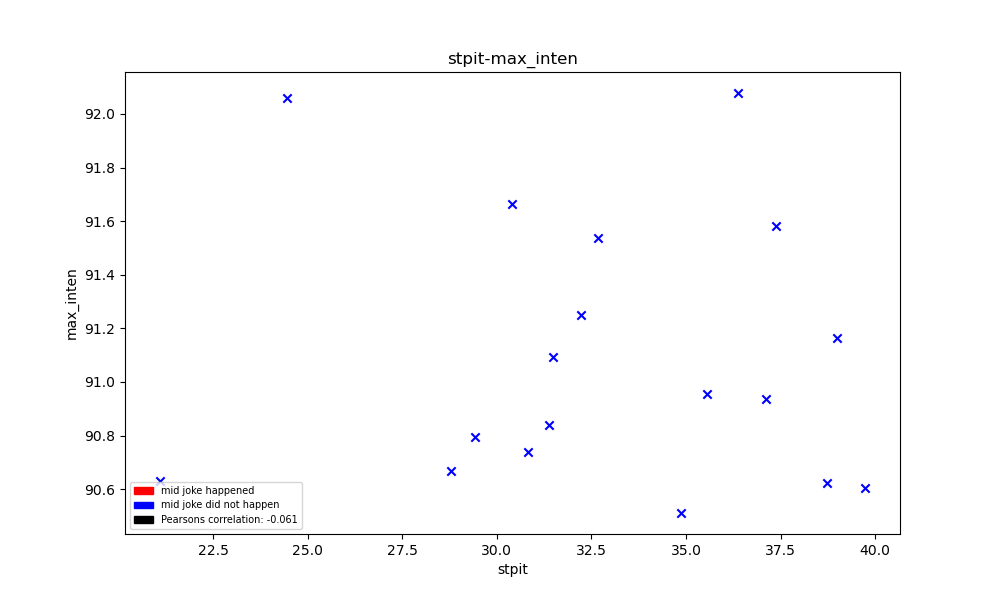 stpit-max_inten
92.0
91.8
91.6
91.4
91.2
91.0
90.8
90.6
max_inten
mid joke happened
mid joke did not happen
Pearsons correlation: -0.061
22.5 25.0 27.5 30.0 32.5 35.0 37.5 40.0
stpit